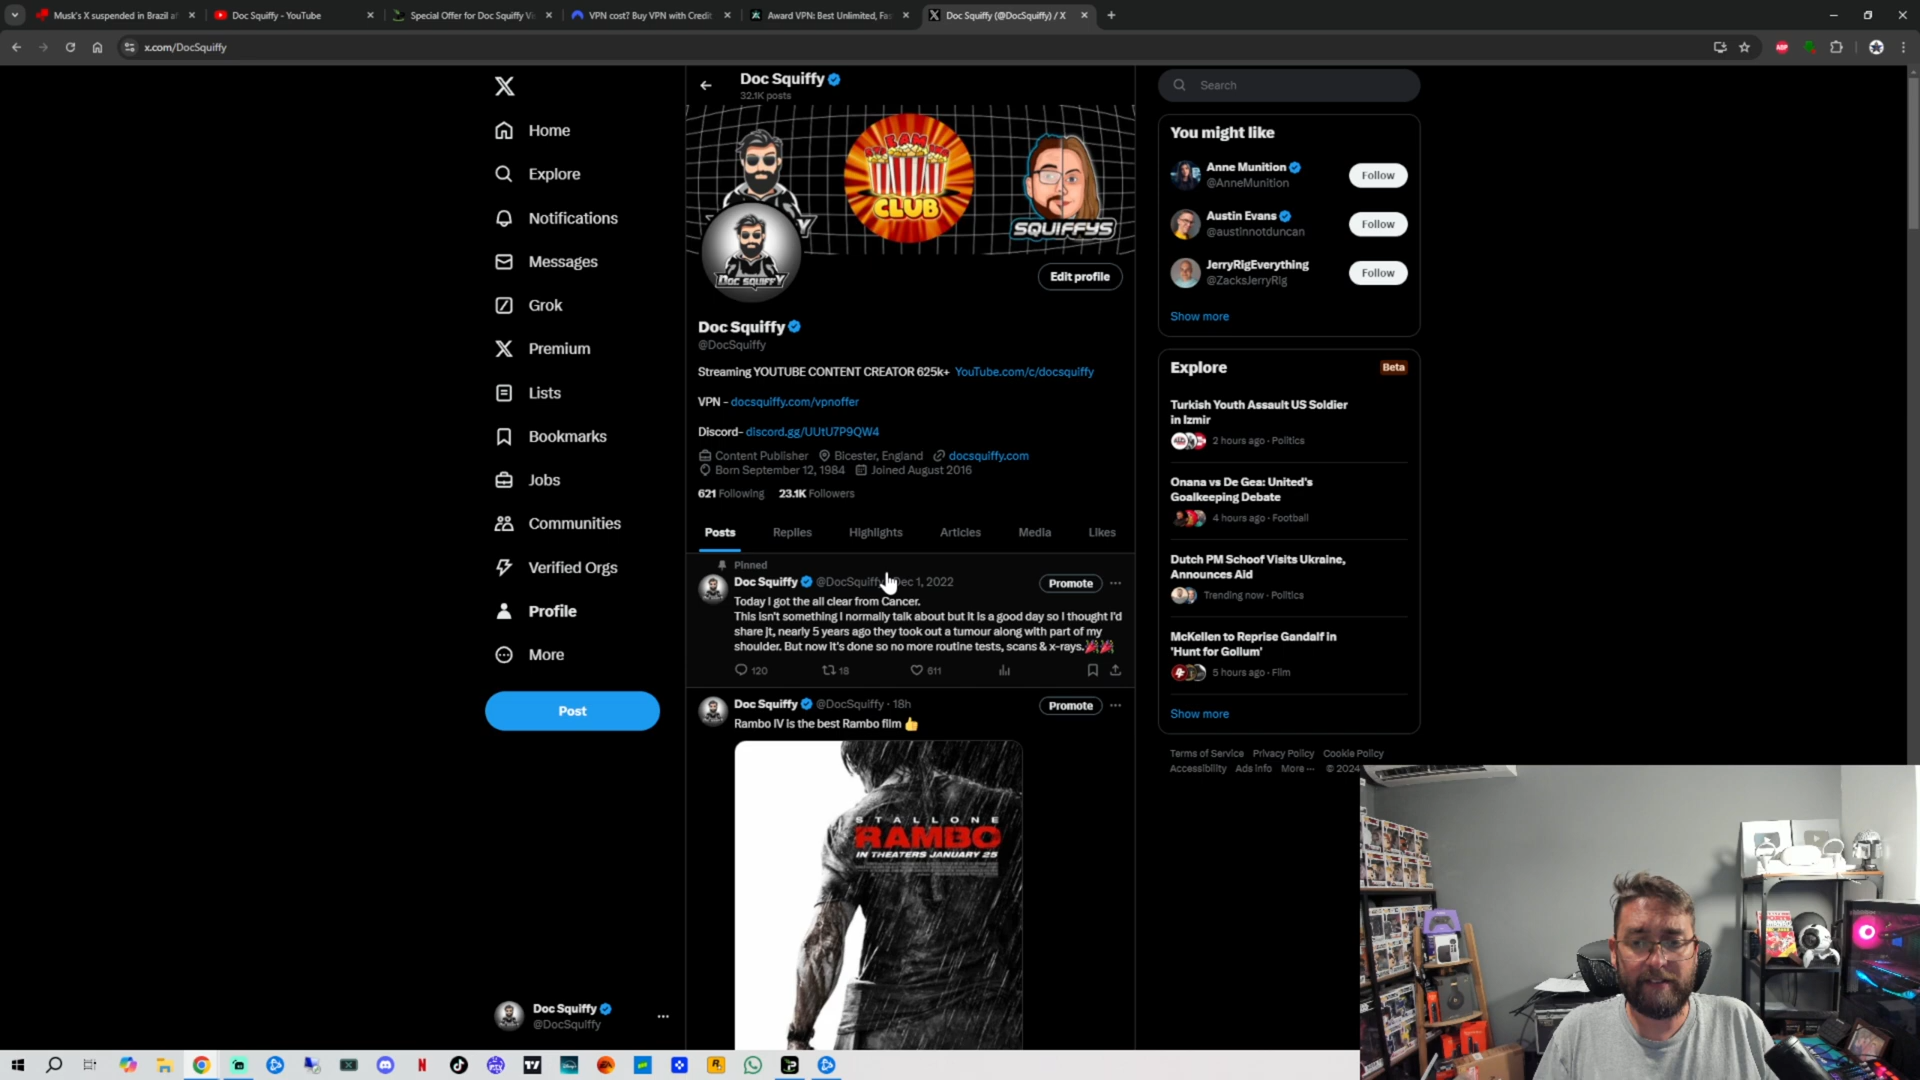 Musk's X suspended in Brazil af
Doc Squiffy - YouTube
Special Offer for Doc Squiffy Vi
VPN cost? Buy VPN with Credit
Award VPN: Best Unlimited, Fas
Doc Squiffy (@DocSquiffy) / X
x.com/DocSquiffy
ABP
Home
Explore
Notifications
Messages
Grok
Premium
Lists
Bookmarks
Jobs
Communities
Verified Orgs
Profile
More
Post
Doc Squiffy
@DocSquiffy
Doc Squiffy
32.1K posts
CLUB
SQUIFFYS
DOC SQUIFFY
Edit profile
Doc Squiffy
@DocSquiffy
Streaming YOUTUBE CONTENT CREATOR 625k+ YouTube.com/c/docsquiffy
VPN - docsquiffy.com/vpnoffer
Discord- discord.gg/UUtU7P9QW4
Content Publisher Bicester, England docsquiffy.com
Born September 12, 1984 Joined August 2016
621 Following 23.1K Followers
Posts Replies Highlights Articles Media Likes
Pinned
Doc Squiffy @DocSquiffy Dec 1, 2022
Promote
Today I got the all clear from Cancer.
This isn't something I normally talk about but it is a good day so I thought I'd
share it, nearly 5 years ago they took out a tumour along with part of my
shoulder. But now it's done so no more routine tests, scans & x-rays.
120 18 611
Doc Squiffy @DocSquiffy · 18h
Promote
Rambo IV is the best Rambo film
STALLONE
RAMBO
IN THEATERS JANUARY 25
Search
You might like
Anne Munition
@AnneMunition
Follow
Austin Evans
@austinnotduncan
Follow
JerryRigEverything
@ZacksJerryRig
Follow
Show more
Explore
Beta
Turkish Youth Assault US Soldier
in Izmir
2 hours ago · Politics
Onana vs De Gea: United's
Goalkeeping Debate
4 hours ago · Football
Dutch PM Schoof Visits Ukraine,
Announces Aid
Trending now · Politics
McKellen to Reprise Gandalf in
'Hunt for Gollum'
5 hours ago · Film
Show more
Terms of Service Privacy Policy Cookie Policy
Accessibility Ads info More ··· © 2024